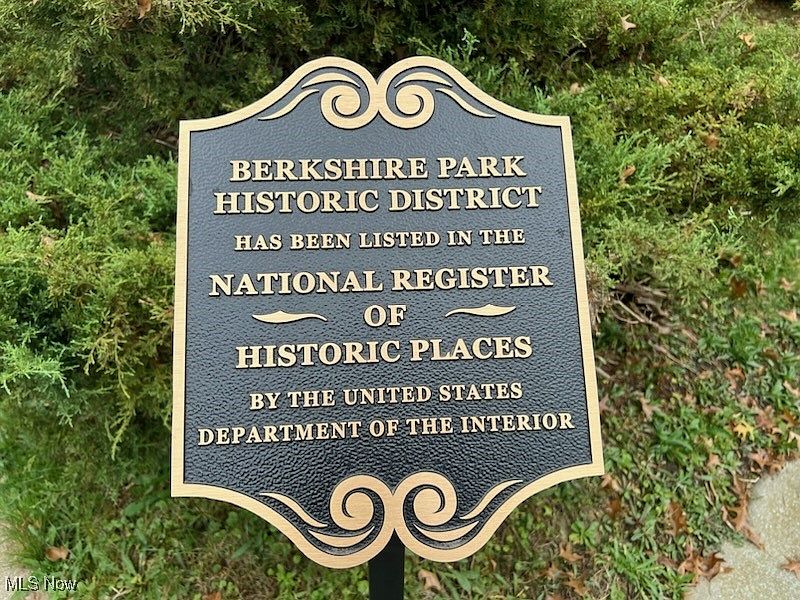 BERKSHIRE PARK
HISTORIC DISTRICT
HAS BEEN LISTED IN THE
NATIONAL REGISTER
OF
HISTORIC PLACES
BY THE UNITED STATES
DEPARTMENT OF THE INTERIOR
MLS Now